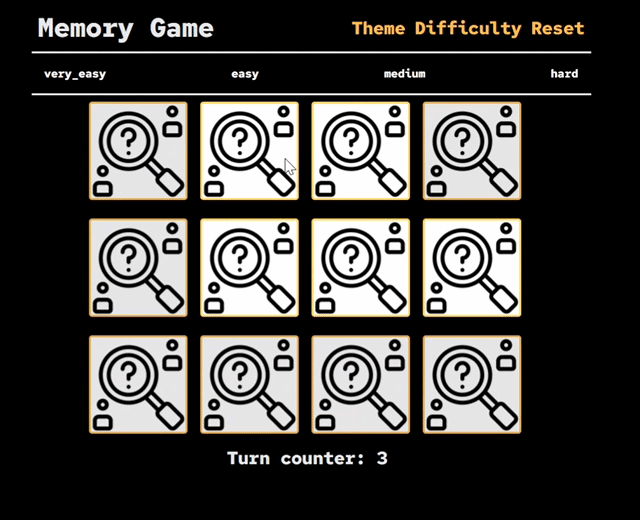 Memory Game
Theme Difficulty Reset
very_easy easy medium hard
? ? ? ?
? ? ? ?
? ? ? ?
Turn counter: 3